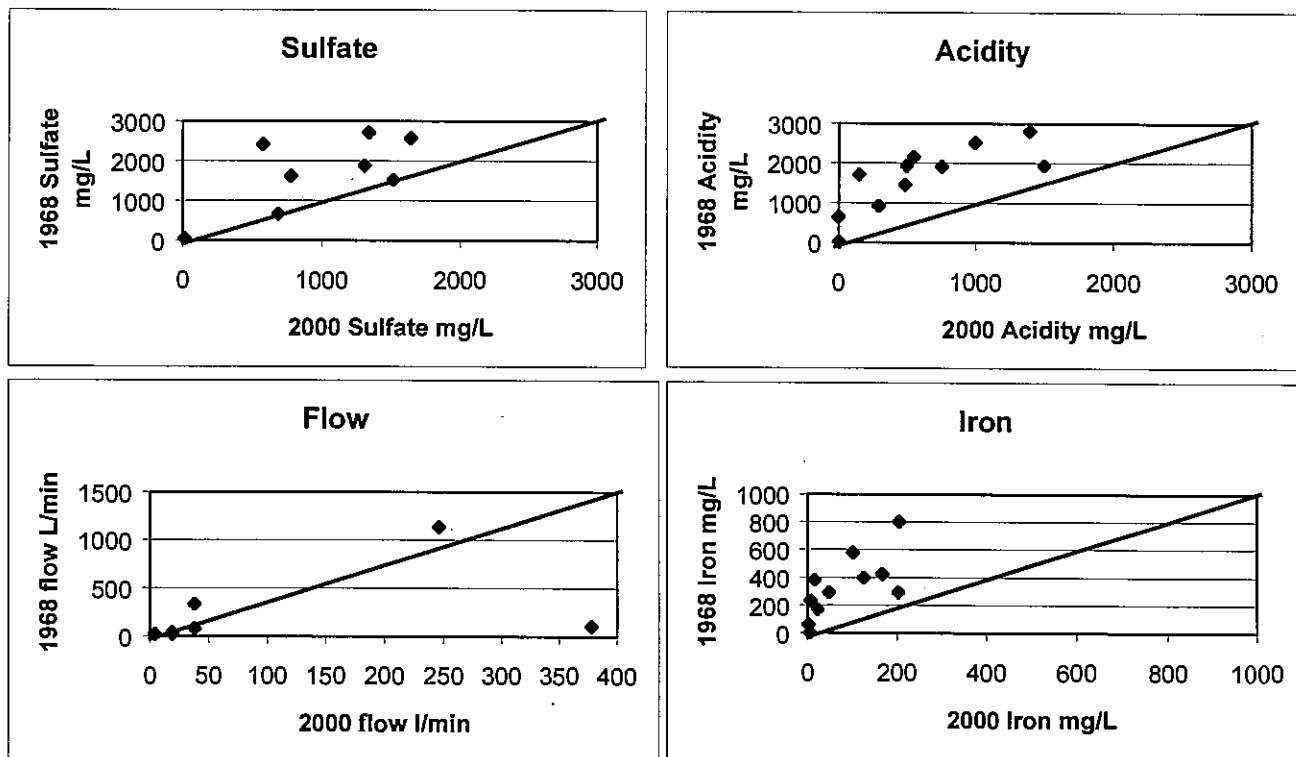 Sulfate
1968 Sulfate
mg/L
3000
2000
1000
0
0 1000 2000 3000
2000 Sulfate mg/L
Acidity
1968 Acidity
mg/L
3000
2000
1000
0
0 1000 2000 3000
2000 Acidity mg/L
Flow
1968 flow L/min
1500
1000
500
0
0 50 100 150 200 250 300 350 400
2000 flow l/min
Iron
1968 Iron mg/L
1000
800
600
400
200
0
0 200 400 600 800 1000
2000 Iron mg/L